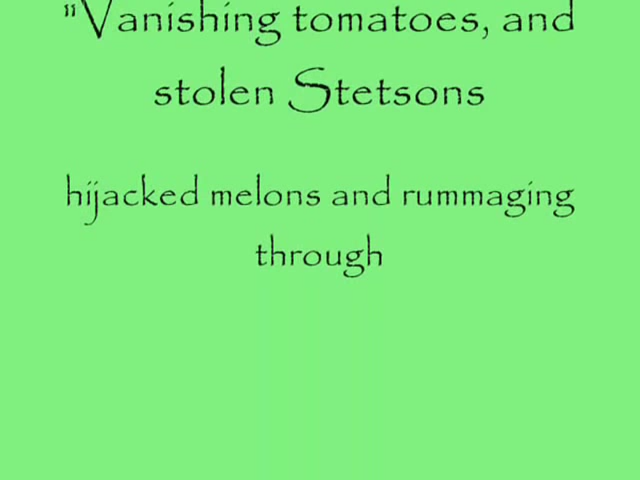 "Vanishing tomatoes, and
stolen Stetsons
hijacked melons and rummaging
through